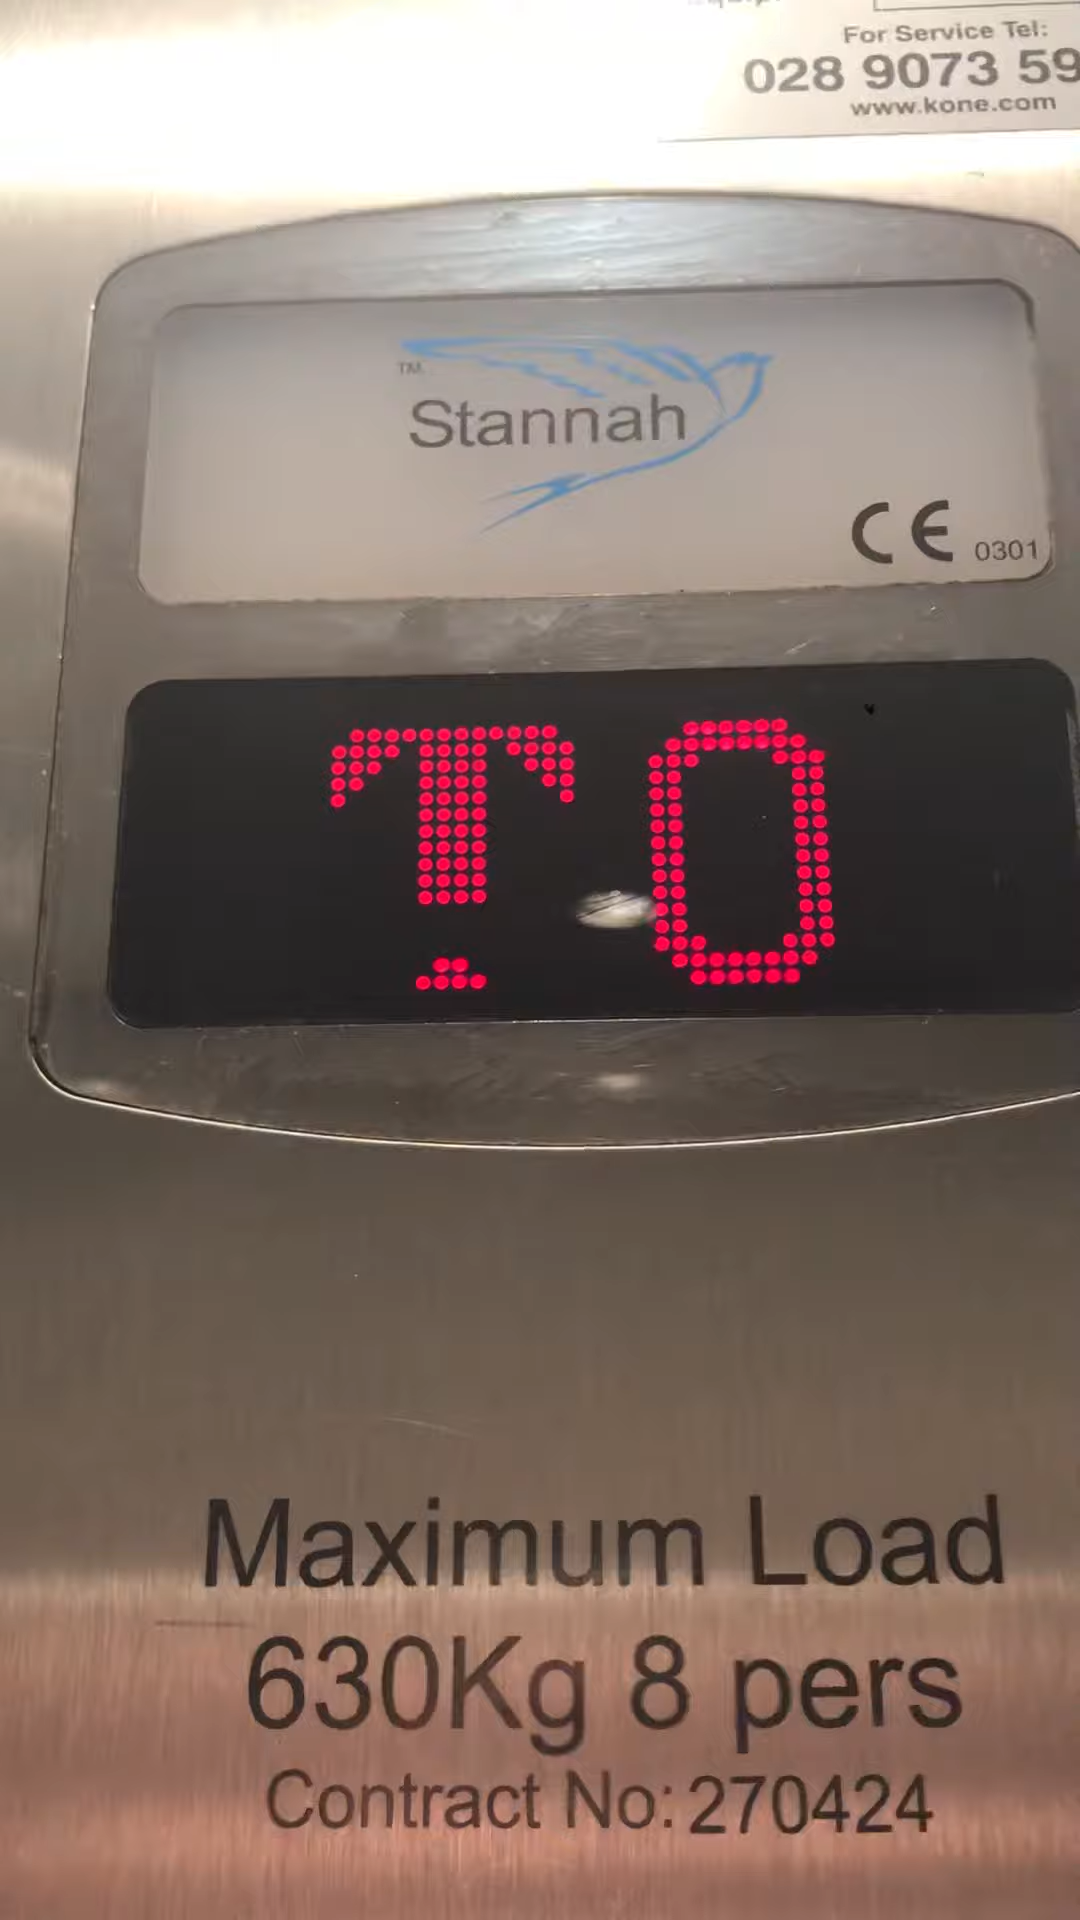 For Service Tel:
028 9073 59
www.kone.com
TM
Stannah
CE 0301
0
Maximum Load
630Kg 8 pers
Contract No: 270424